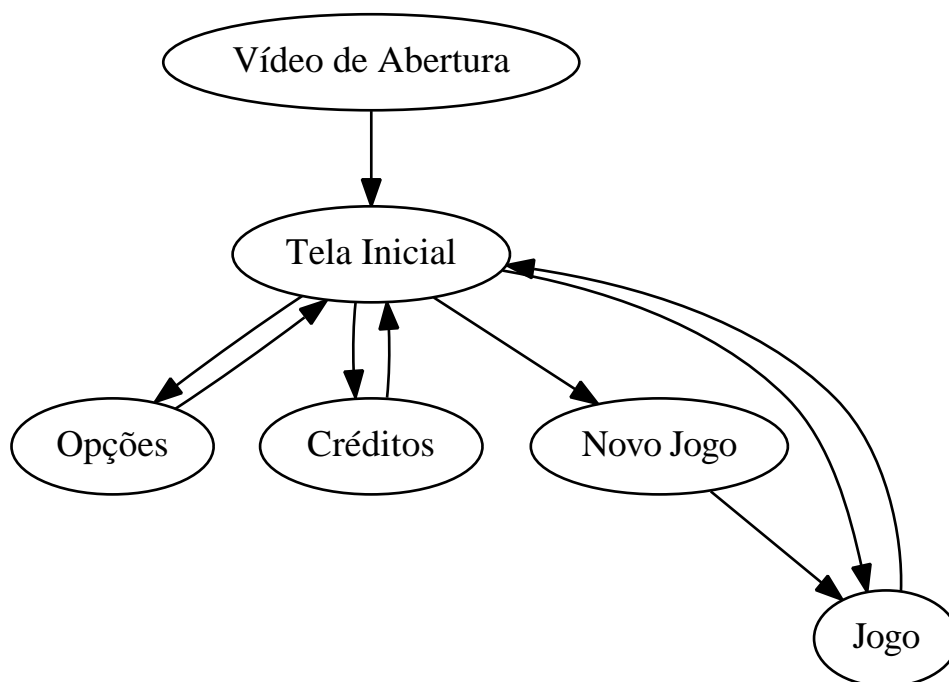 Vídeo de Abertura
Tela Inicial
Opções
Créditos
Novo Jogo
Jogo